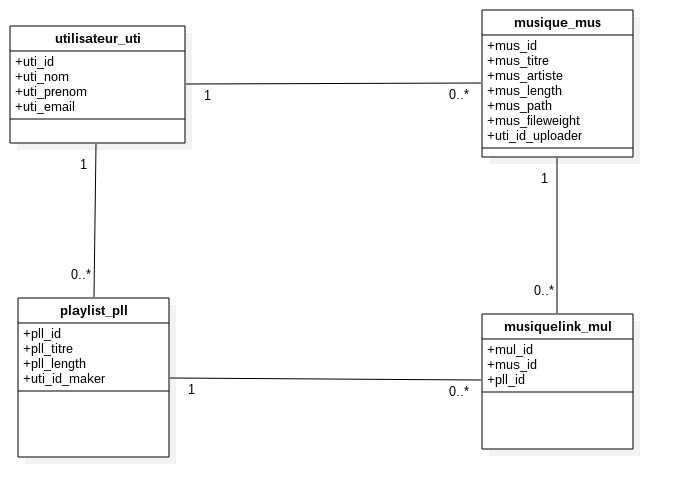 utilisateur_uti
+uti_id
+uti_nom
+uti_prenom
+uti_email
musique_mus
+mus_id
+mus_titre
+mus_artiste
+mus_length
+mus_path
+mus_fileweight
+uti_id_uploader
1
0..*
1
0..*
1
0..*
playlist_pll
+pll_id
+pll_titre
+pll_length
+uti_id_maker
musiquelink_mul
+mul_id
+mus_id
+pll_id
1
0..*